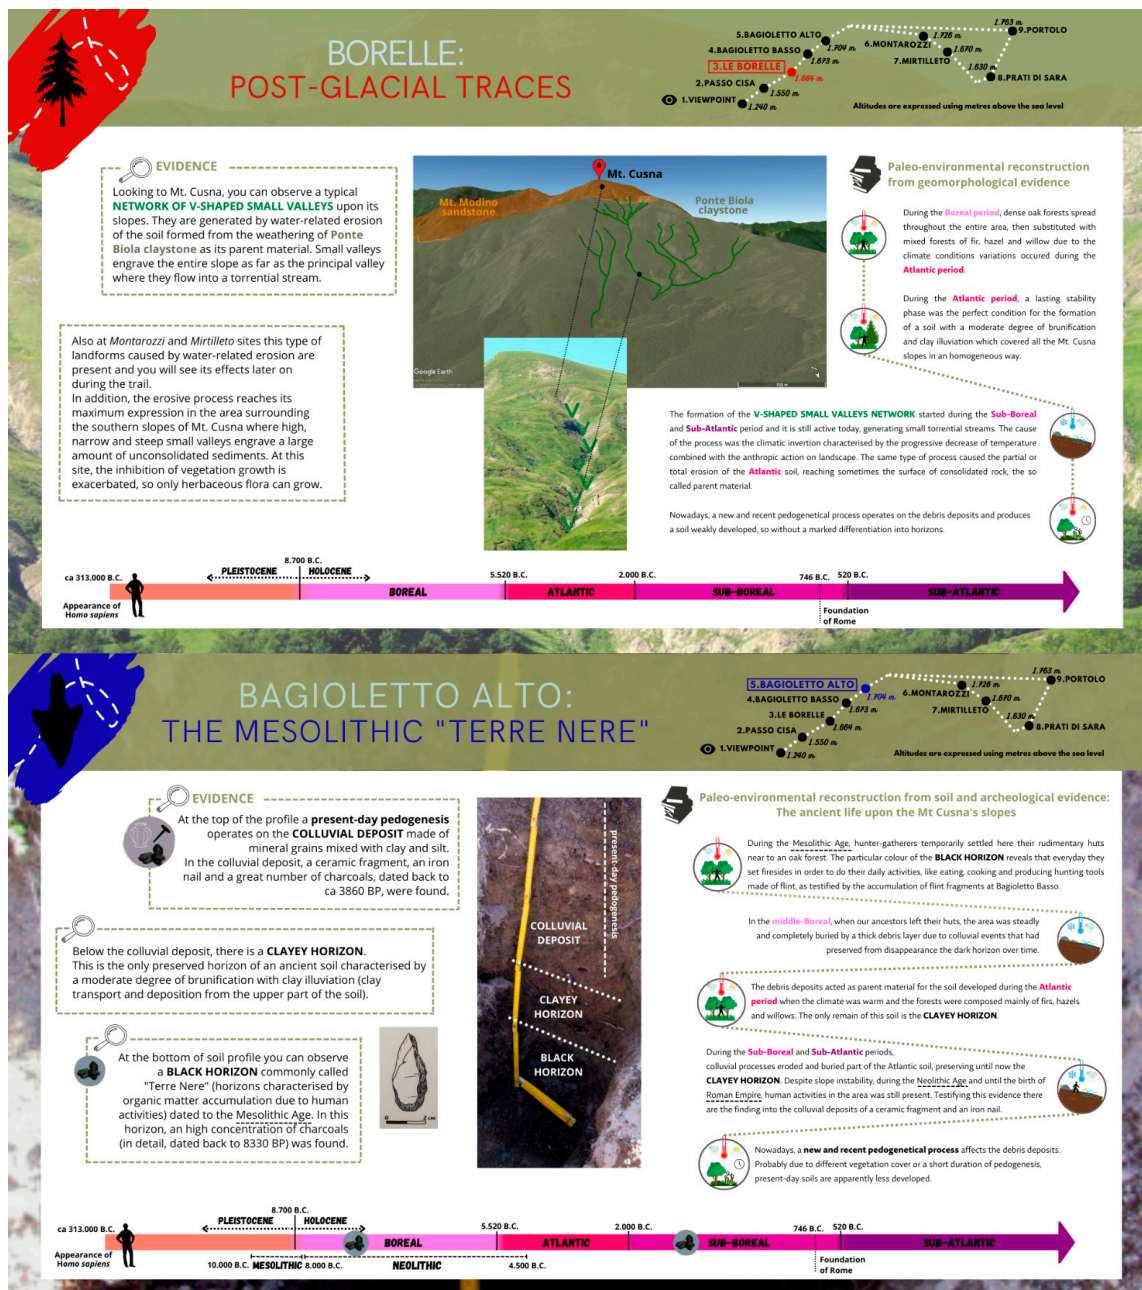 BORELLE:
POST-GLACIAL TRACES
1.763 m
9.PORTOLO
5.BAGIOLETTO ALTO
1.726 m
1.704 m
6.MONTAROZZI
4.BAGIOLETTO BASSO
1.670 m
1.673 m
7.MIRTILLETO
1.630 m
3.LE BORELLE
1.664 m
8.PRATI DI SARA
2.PASSO CISA
1.550 m
1.VIEWPOINT
1.240 m
Altitudes are expressed using metres above the sea level
EVIDENCE
Looking to Mt. Cusna, you can observe a typical
NETWORK OF V-SHAPED SMALL VALLEYS upon its
slopes. They are generated by water-related erosion
of the soil formed from the weathering of Ponte
Biola claystone as its parent material. Small valleys
engrave the entire slope as far as the principal valley
where they flow into a torrential stream.
Also at Montarozzi and Mirtilleto sites this type of
landforms caused by water-related erosion are
present and you will see its effects later on
during the trail.
In addition, the erosive process reaches its
maximum expression in the area surrounding
the southern slopes of Mt. Cusna where high,
narrow and steep small valleys engrave a large
amount of unconsolidated sediments. At this
site, the inhibition of vegetation growth is
exacerbated, so only herbaceous flora can grow.
Mt. Cusna
Mt. Modino
sandstone
Ponte Biola
claystone
Google Earth
Paleo-environmental reconstruction
from geomorphological evidence
During the Boreal period, dense oak forests spread
throughout the entire area, then substituted with
mixed forests of fir, hazel and willow due to the
climate conditions variations occured during the
Atlantic period.
During the Atlantic period, a lasting stability
phase was the perfect condition for the formation
of a soil with a moderate degree of brunification
and clay illuviation which covered all the Mt. Cusna
slopes in an homogeneous way.
The formation of the V-SHAPED SMALL VALLEYS NETWORK started during the Sub-Boreal
and Sub-Atlantic period and it is still active today, generating small torrential streams. The cause
of the process was the climatic invertion characterised by the progressive decrease of temperature
combined with the anthropic action on landscape. The same type of process caused the partial or
total erosion of the Atlantic soil, reaching sometimes the surface of consolidated rock, the so
called parent material.
Nowadays, a new and recent pedogenetical process operates on the debris deposits and produces
a soil weakly developed, so without a marked differentiation into horizons.
8.700 B.C.
ca 313.000 B.C.
PLEISTOCENE
HOLOCENE
5.520 B.C.
2.000 B.C.
746 B.C.
520 B.C.
BOREAL
ATLANTIC
SUB-BOREAL
SUB-ATLANTIC
Appearance of
Homo sapiens
Foundation
of Rome
BAGIOLETTO ALTO:
THE MESOLITHIC "TERRE NERE"
1.763 m
9.PORTOLO
5.BAGIOLETTO ALTO
1.726 m
1.704 m
6.MONTAROZZI
4.BAGIOLETTO BASSO
1.670 m
1.673 m
7.MIRTILLETO
1.630 m
3.LE BORELLE
1.664 m
8.PRATI DI SARA
2.PASSO CISA
1.550 m
1.VIEWPOINT
1.240 m
Altitudes are expressed using metres above the sea level
EVIDENCE
At the top of the profile a present-day pedogenesis
operates on the COLLUVIAL DEPOSIT made of
mineral grains mixed with clay and silt.
In the colluvial deposit, a ceramic fragment, an iron
nail and a great number of charcoals, dated back to
ca 3860 BP, were found.
Below the colluvial deposit, there is a CLAYEY HORIZON.
This is the only preserved horizon of an ancient soil characterised by
a moderate degree of brunification with clay illuviation (clay
transport and deposition from the upper part of the soil).
At the bottom of soil profile you can observe
a BLACK HORIZON commonly called
"Terre Nere" (horizons characterised by
organic matter accumulation due to human
activities) dated to the Mesolithic Age. In this
horizon, an high concentration of charcoals
(in detail, dated back to 8330 BP) was found.
0 2 cm
present-day pedogenesis
COLLUVIAL
DEPOSIT
CLAYEY
HORIZON
BLACK
HORIZON
Paleo-environmental reconstruction from soil and archeological evidence:
The ancient life upon the Mt Cusna's slopes
During the Mesolithic Age, hunter-gatherers temporarily settled here their rudimentary huts
near to an oak forest. The particular colour of the BLACK HORIZON reveals that everyday they
set firesides in order to do their daily activities, like eating, cooking and producing hunting tools
made of flint, as testified by the accumulation of flint fragments at Bagioletto Basso.
In the middle-Boreal, when our ancestors left their huts, the area was steadly
and completely buried by a thick debris layer due to colluvial events that had
preserved from disappearance the dark horizon over time.
The debris deposits acted as parent material for the soil developed during the Atlantic
period when the climate was warm and the forests were composed mainly of firs, hazels
and willows. The only remain of this soil is the CLAYEY HORIZON.
During the Sub-Boreal and Sub-Atlantic periods,
colluvial processes eroded and buried part of the Atlantic soil, preserving until now the
CLAYEY HORIZON. Despite slope instability, during the Neolithic Age and until the birth of
Roman Empire, human activities in the area was still present. Testifying this evidence there
are the finding into the colluvial deposits of a ceramic fragment and an iron nail.
Nowadays, a new and recent pedogenetical process affects the debris deposits.
Probably due to different vegetation cover or a short duration of pedogenesis,
present-day soils are apparently less developed.
8.700 B.C.
ca 313.000 B.C.
PLEISTOCENE
HOLOCENE
5.520 B.C.
2.000 B.C.
746 B.C.
520 B.C.
BOREAL
ATLANTIC
SUB-BOREAL
SUB-ATLANTIC
Appearance of
Homo sapiens
10.000 B.C.
MESOLITHIC
8.000 B.C.
NEOLITHIC
4.500 B.C.
Foundation
of Rome